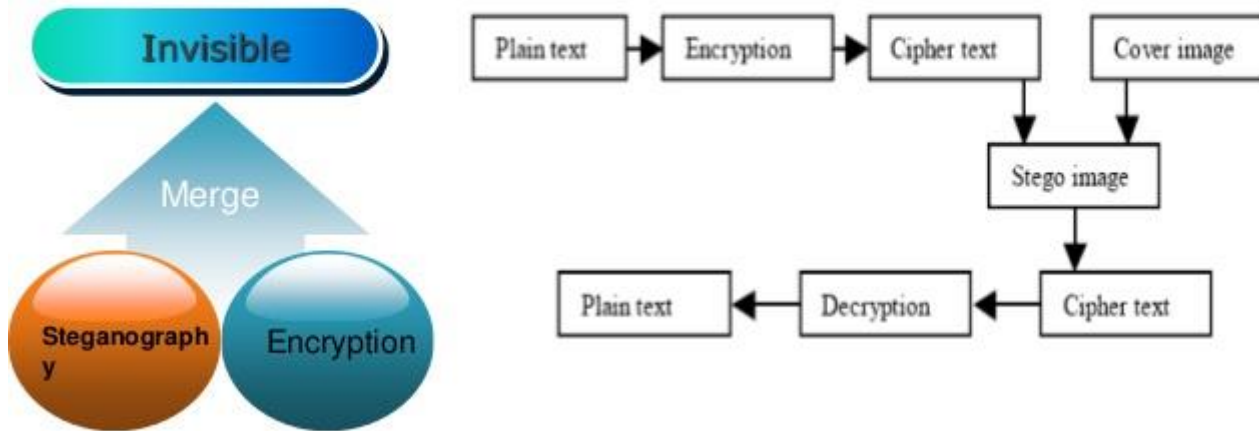 Invisible
Merge
Steganograph
y
Encryption
Plain text
Encryption
Cipher text
Cover image
Stego image
Plain text
Decryption
Cipher text